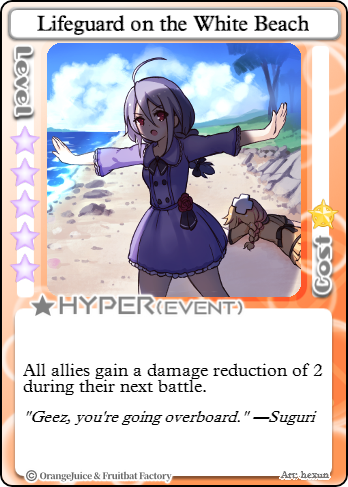 Lifeguard on the White Beach
Level
Cost
HYPER(EVENT)
All allies gain a damage reduction of 2
during their next battle.
"Geez, you're going overboard." —Suguri
© OrangeJuice & Fruitbat Factory
Art: hexun